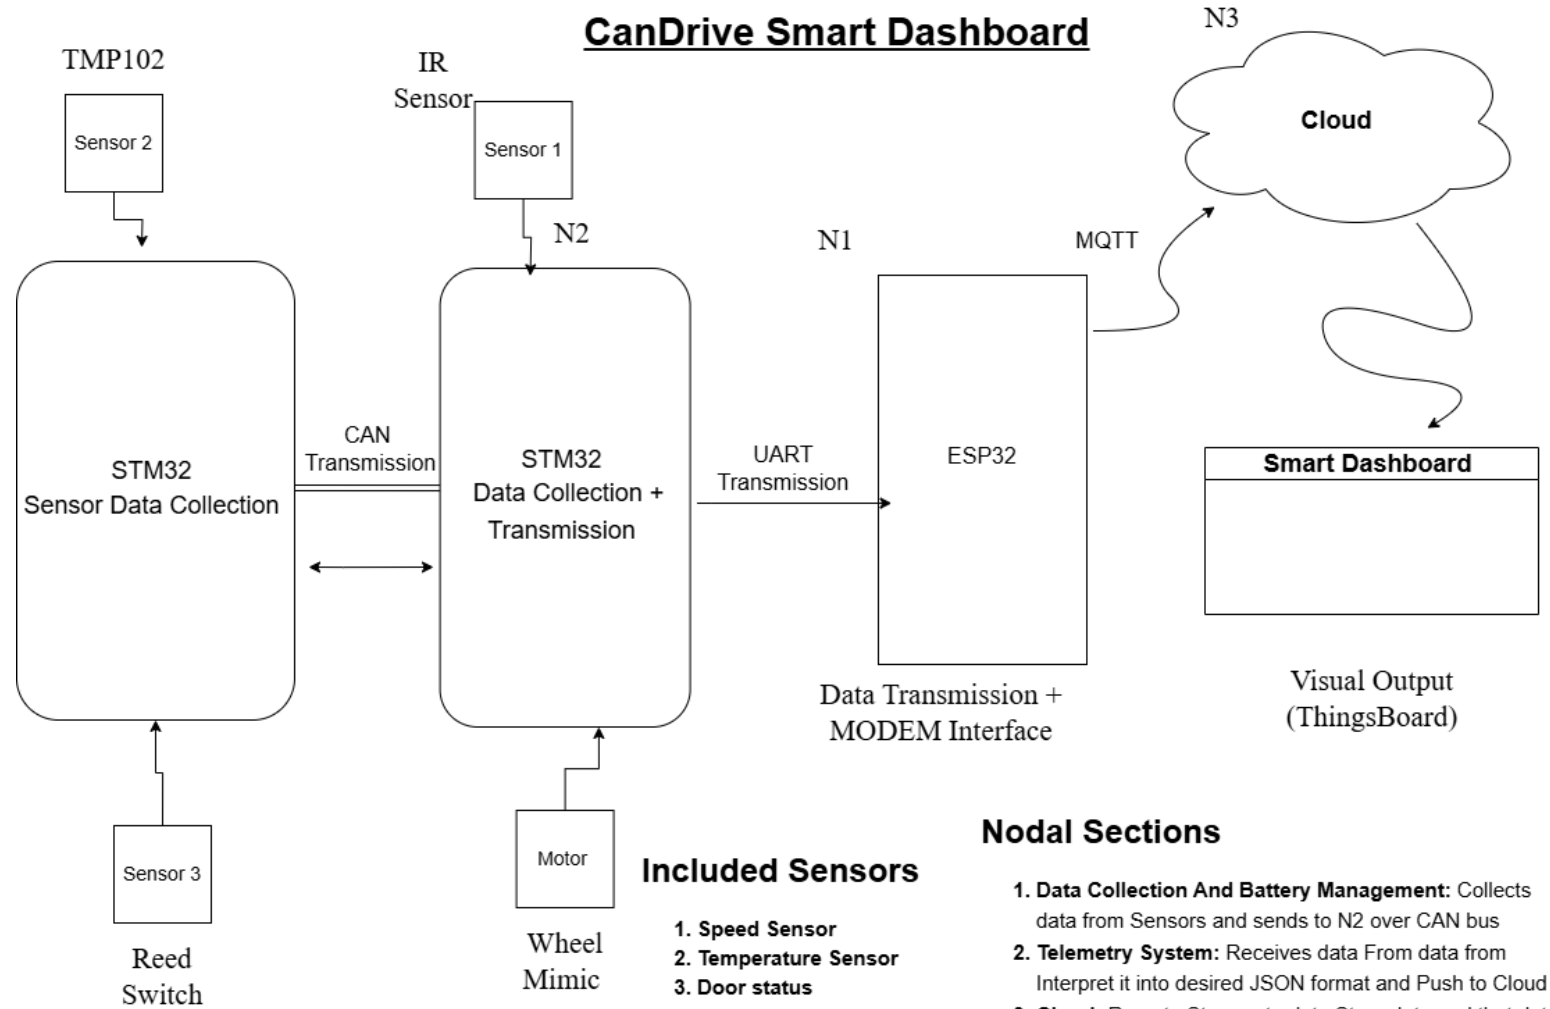 CanDrive Smart Dashboard
N3
TMP102
IR
Sensor
Sensor 2
Sensor 1
Cloud
N2
N1
MQTT
STM32
Sensor Data Collection
CAN
Transmission
STM32
Data Collection +
Transmission
UART
Transmission
ESP32
Smart Dashboard
Data Transmission +
MODEM Interface
Visual Output
(ThingsBoard)
Sensor 3
Reed
Switch
Motor
Wheel
Mimic
Included Sensors
1. Speed Sensor
2. Temperature Sensor
3. Door status
Nodal Sections
1. Data Collection And Battery Management: Collects
data from Sensors and sends to N2 over CAN bus
2. Telemetry System: Receives data From data from
Interpret it into desired JSON format and Push to Cloud